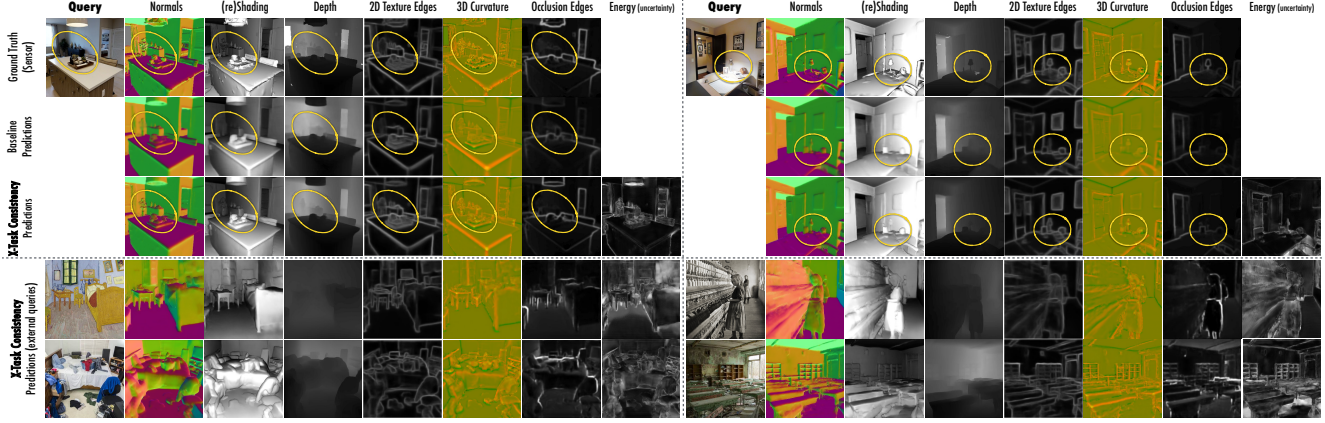 Query Normals (re)Shading Depth 2D Texture Edges 3D Curvature Occlusion Edges Energy (uncertainty)
Query Normals (re)Shading Depth 2D Texture Edges 3D Curvature Occlusion Edges Energy (uncertainty)
Ground Truth
(Sensor)
Baseline
Predictions
X-Task Consistency
Predictions
X-Task Consistency
Predictions (external queries)